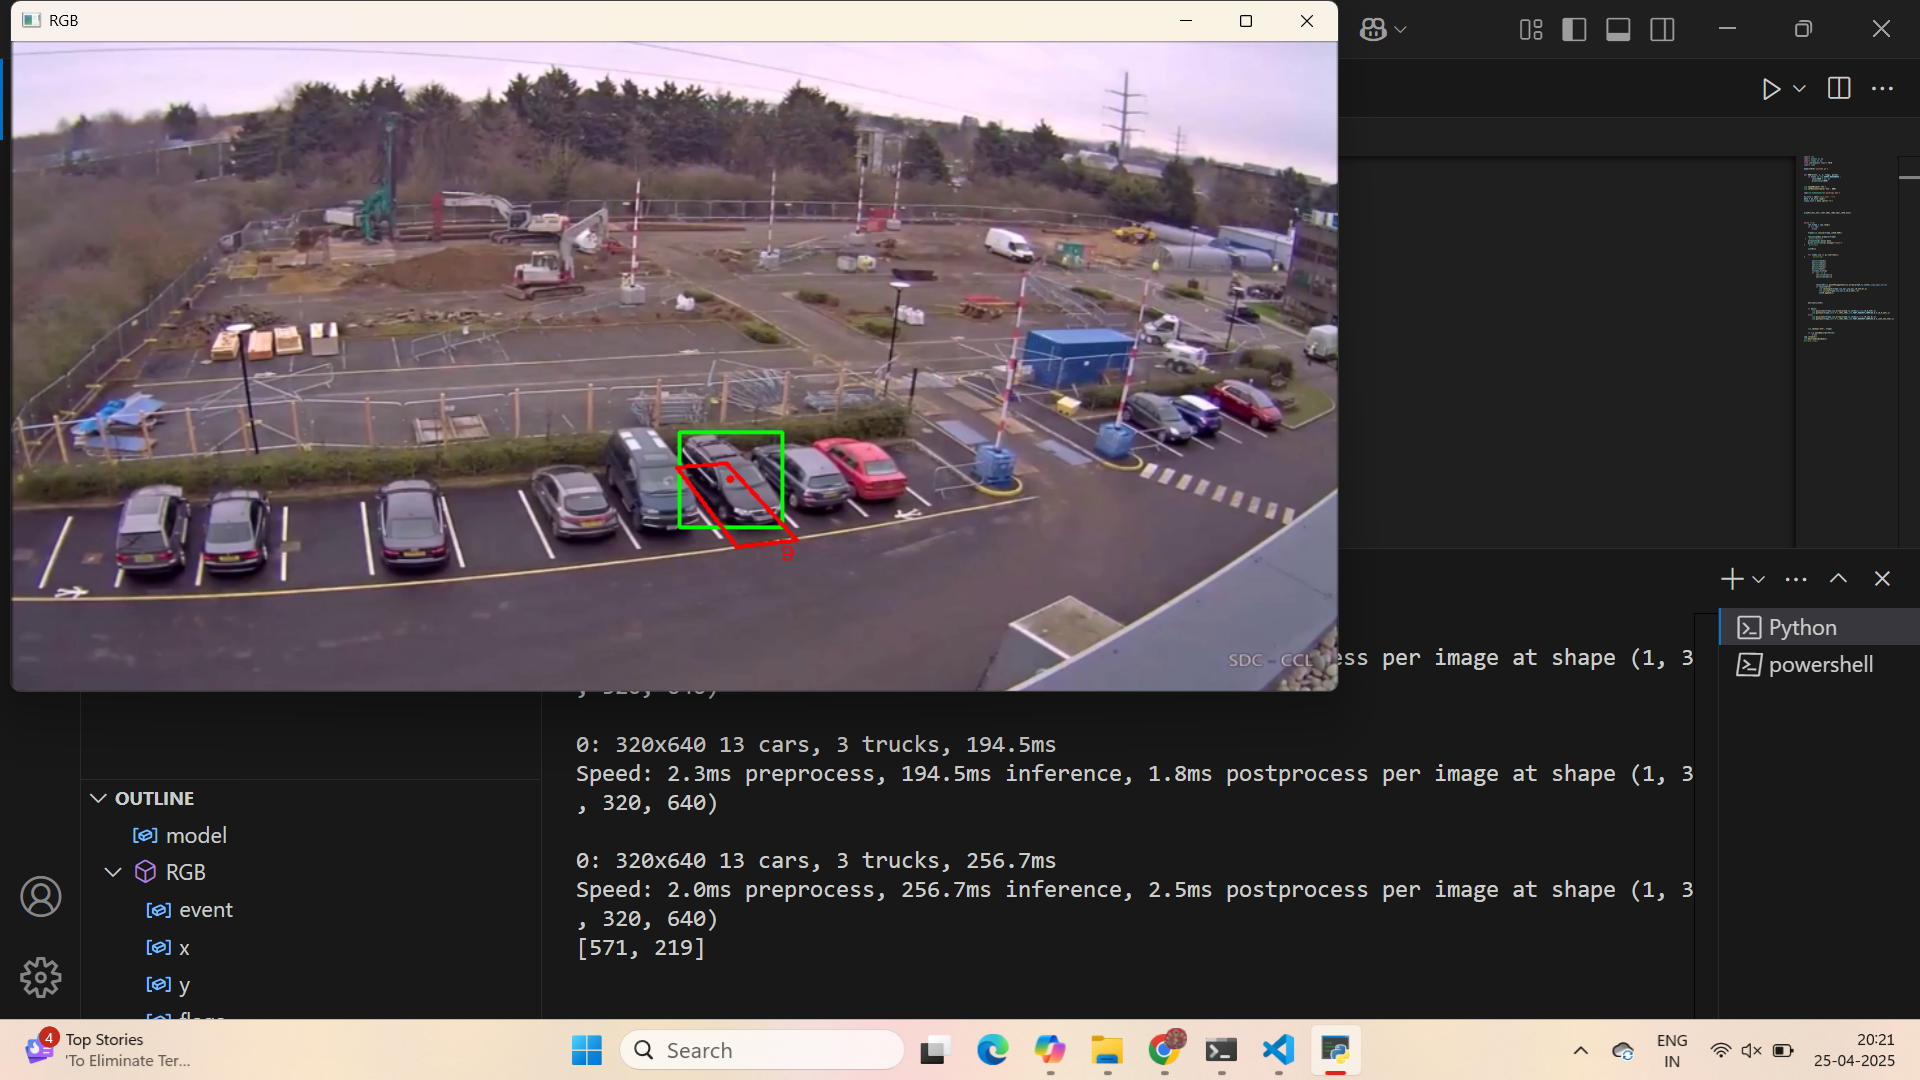 RGB
9
SDC - CCL
ess per image at shape (1, 3
, 320, 640)
0: 320x640 13 cars, 3 trucks, 194.5ms
Speed: 2.3ms preprocess, 194.5ms inference, 1.8ms postprocess per image at shape (1, 3
, 320, 640)
0: 320x640 13 cars, 3 trucks, 256.7ms
Speed: 2.0ms preprocess, 256.7ms inference, 2.5ms postprocess per image at shape (1, 3
, 320, 640)
[571, 219]
Python
powershell
OUTLINE
model
RGB
event
x
y
flags
4
Top Stories
'To Eliminate Ter...
Search
ENG
IN
20:21
25-04-2025